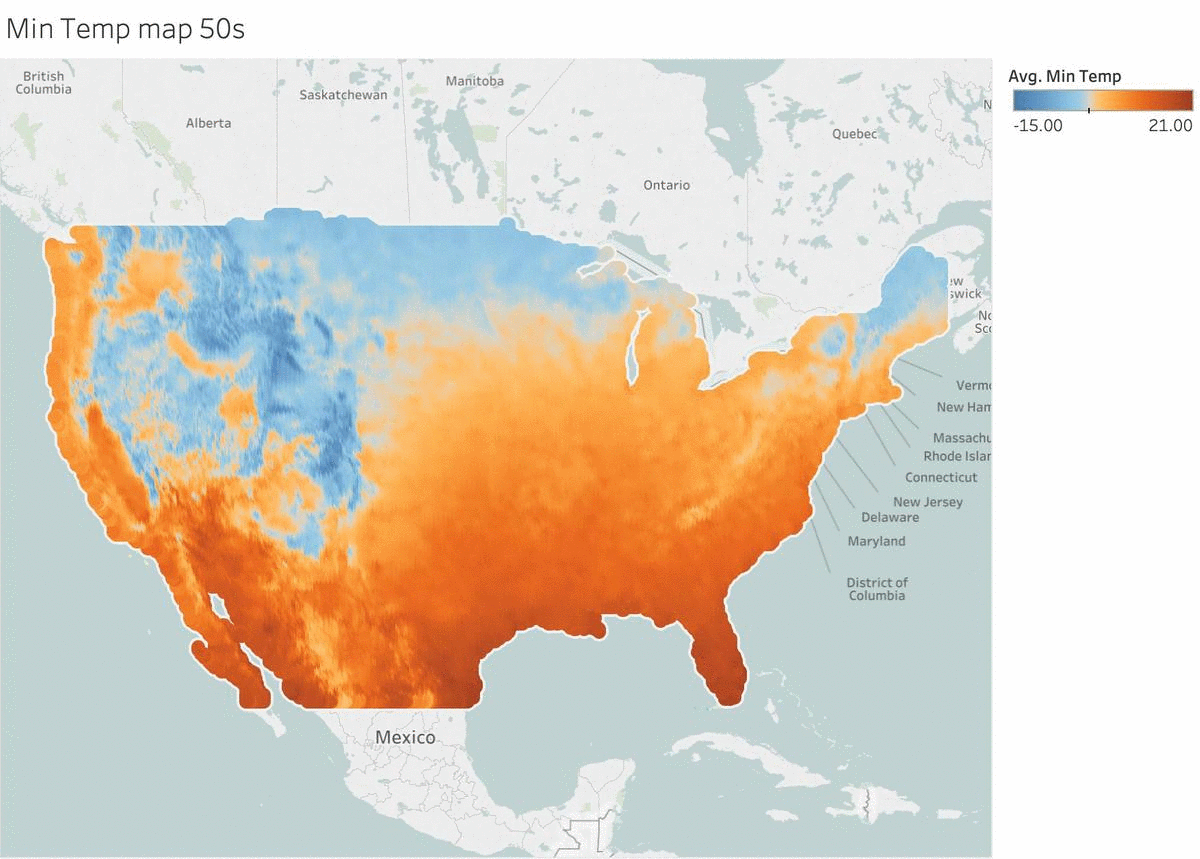 Min Temp map 50s
British
Columbia
Alberta
Saskatchewan
Manitoba
Ontario
Quebec
Avg. Min Temp
-15.00
21.00
N
ew
swick
No
Sco
Vermo
New Ham
Massachu
Rhode Islan
Connecticut
New Jersey
Delaware
Maryland
District of
Columbia
Mexico